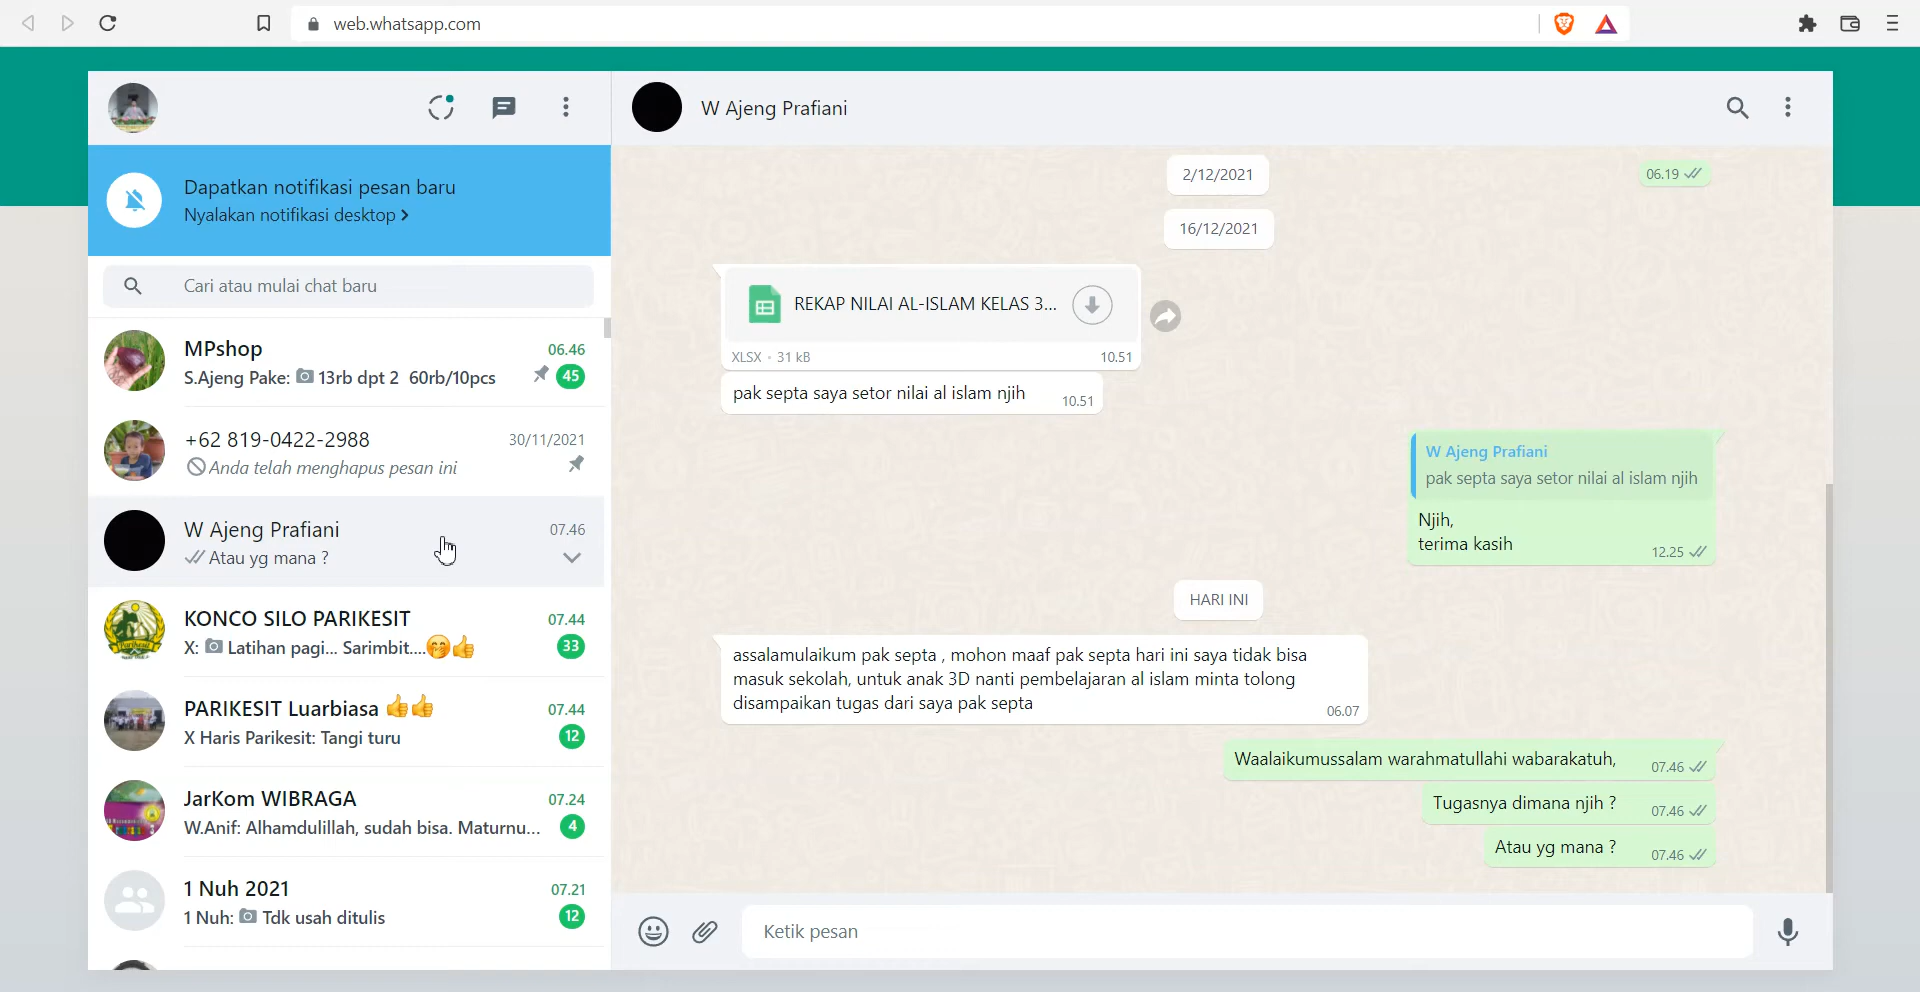 web.whatsapp.com
Dapatkan notifikasi pesan baru
Nyalakan notifikasi desktop >
Cari atau mulai chat baru
MPshop
06.46
S.Ajeng Pake: 📷 13rb dpt 2 60rb/10pcs
45
+62 819-0422-2988
30/11/2021
Anda telah menghapus pesan ini
W Ajeng Prafiani
07.46
Atau yg mana ?
KONCO SILO PARIKESIT
07.44
X: 📷 Latihan pagi... Sarimbit....🤭👍
33
PARIKESIT Luarbiasa 👍👍
07.44
X Haris Parikesit: Tangi turu
12
JarKom WIBRAGA
07.24
W.Anif: Alhamdulillah, sudah bisa. Maturnu...
4
1 Nuh 2021
07.21
1 Nuh: 📷 Tdk usah ditulis
12
W Ajeng Prafiani
2/12/2021
06.19
16/12/2021
REKAP NILAI AL-ISLAM KELAS 3...
XLSX • 31 kB
10.51
pak septa saya setor nilai al islam njih
10.51
W Ajeng Prafiani
pak septa saya setor nilai al islam njih
Njih,
terima kasih
12.25
HARI INI
assalamulaikum pak septa , mohon maaf pak septa hari ini saya tidak bisa
masuk sekolah, untuk anak 3D nanti pembelajaran al islam minta tolong
disampaikan tugas dari saya pak septa
06.07
Waalaikumussalam warahmatullahi wabarakatuh,
07.46
Tugasnya dimana njih ?
07.46
Atau yg mana ?
07.46
Ketik pesan